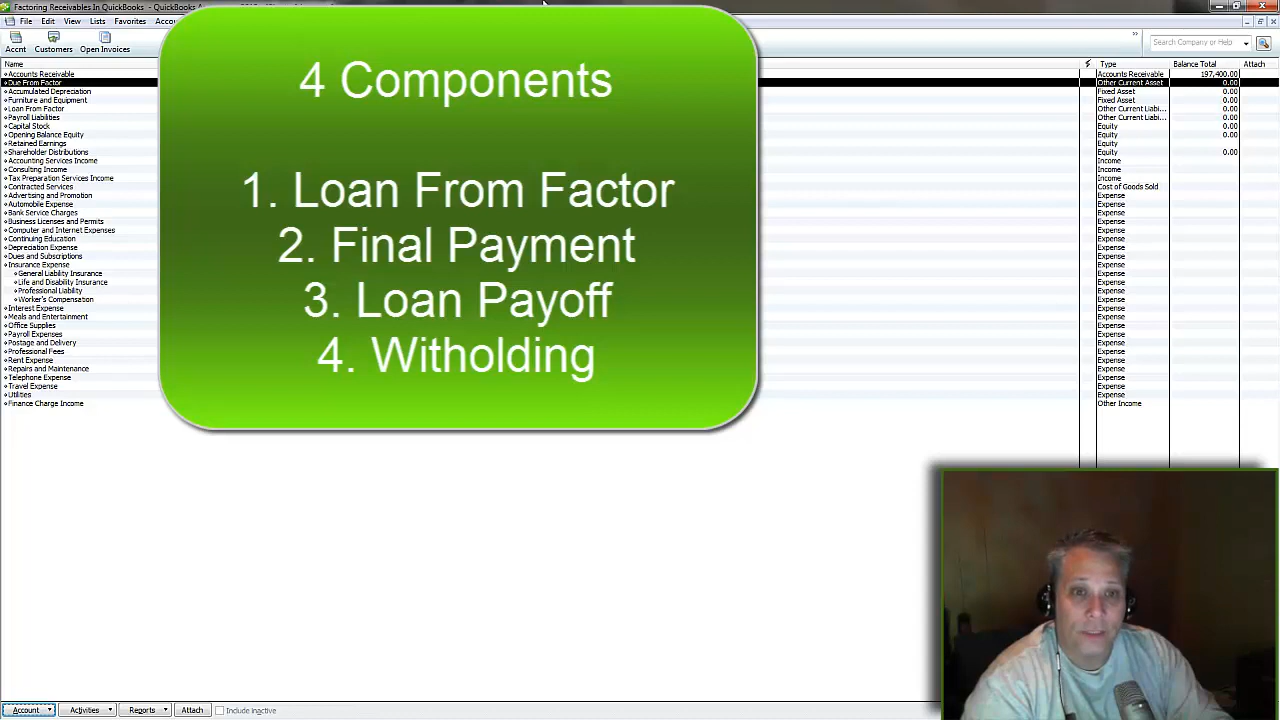 Factoring Receivables In QuickBooks - QuickBooks
File Edit View Lists Favorites
Search Company or Help
Accnt Customers Open Invoices
Name Type Balance Total Attach
Accounts Receivable Accounts Receivable 197,400.00
Due From Factor Other Current Asset 0.00
Accumulated Depreciation Fixed Asset 0.00
Furniture and Equipment Fixed Asset 0.00
Loan From Factor Other Current Liabi... 0.00
Payroll Liabilities Other Current Liabi... 0.00
Capital Stock Equity 0.00
Opening Balance Equity Equity 0.00
Retained Earnings Equity
Shareholder Distributions Equity 0.00
Accounting Services Income Income
Consulting Income Income
Tax Preparation Services Income Income
Contracted Services Cost of Goods Sold
Advertising and Promotion Expense
Automobile Expense Expense
Bank Service Charges Expense
Business Licenses and Permits Expense
Computer and Internet Expenses Expense
Continuing Education Expense
Depreciation Expense Expense
Dues and Subscriptions Expense
Insurance Expense Expense
General Liability Insurance Expense
Life and Disability Insurance Expense
Professional Liability Expense
Worker's Compensation Expense
Interest Expense Expense
Meals and Entertainment Expense
Office Supplies Expense
Payroll Expenses Expense
Postage and Delivery Expense
Professional Fees Expense
Rent Expense Expense
Repairs and Maintenance Expense
Telephone Expense Expense
Travel Expense Expense
Utilities Expense
Finance Charge Income Other Income
4 Components
1. Loan From Factor
2. Final Payment
3. Loan Payoff
4. Witholding
Account Activities Reports Attach Include inactive